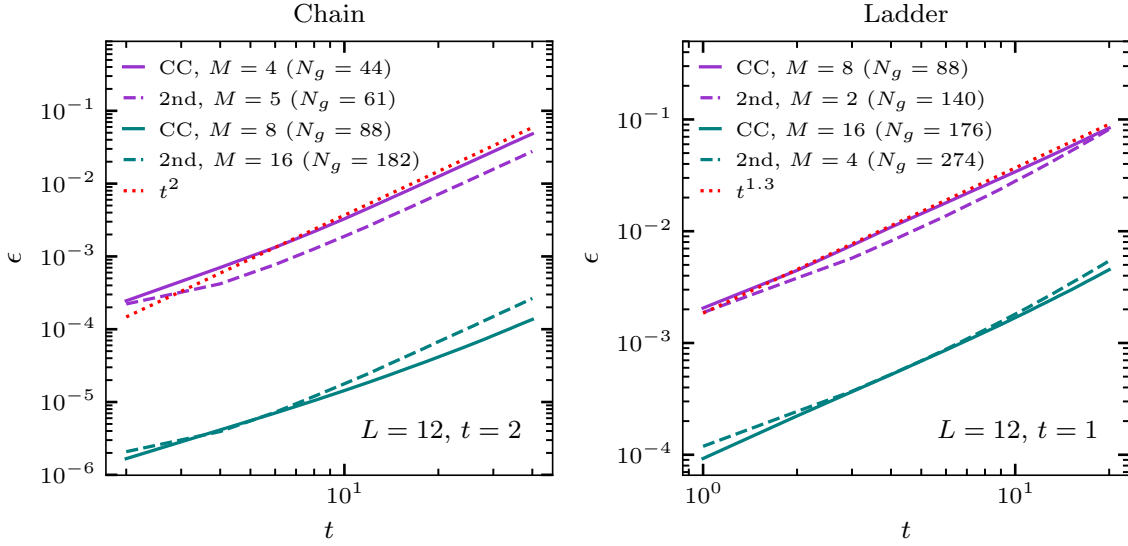 Chain
CC, M = 4 (N_g = 44)
2nd, M = 5 (N_g = 61)
CC, M = 8 (N_g = 88)
2nd, M = 16 (N_g = 182)
t^2
10^{-1}
10^{-2}
10^{-3}
10^{-4}
10^{-5}
10^{-6}
ϵ
L = 12, t = 2
10^1
t
Ladder
CC, M = 8 (N_g = 88)
2nd, M = 2 (N_g = 140)
CC, M = 16 (N_g = 176)
2nd, M = 4 (N_g = 274)
t^{1.3}
10^{-1}
10^{-2}
10^{-3}
10^{-4}
ϵ
L = 12, t = 1
10^0
10^1
t